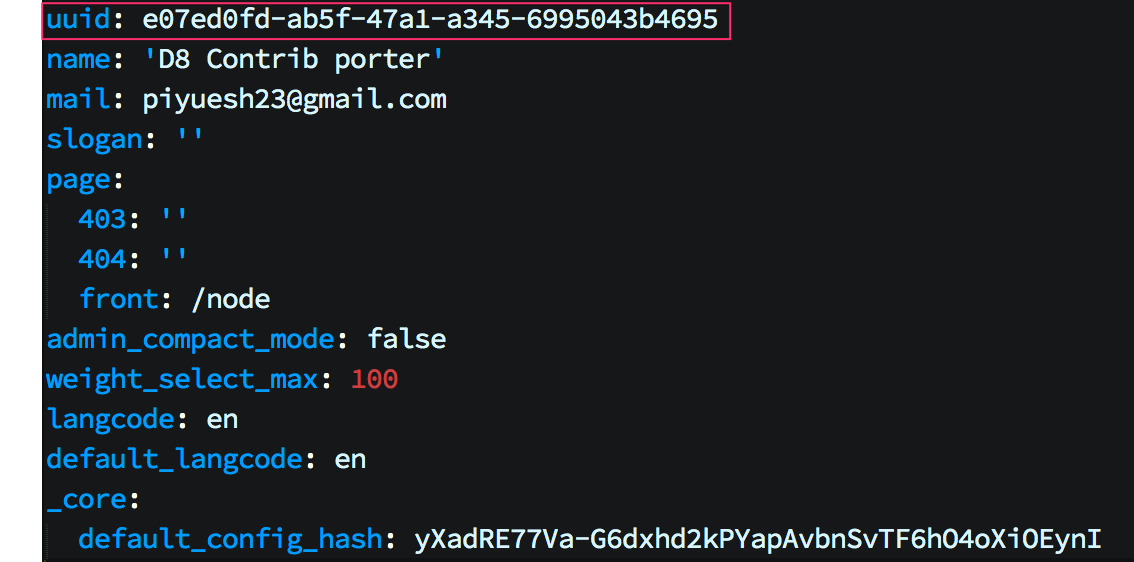 uuid: e07ed0fd-ab5f-47a1-a345-6995043b4695
name: 'D8 Contrib porter'
mail: piyuesh23@gmail.com
slogan: ''
page:
  403: ''
  404: ''
  front: /node
admin_compact_mode: false
weight_select_max: 100
langcode: en
default_langcode: en
_core:
  default_config_hash: yXadRE77Va-G6dxhd2kPYapAvbnSvTF6hO4oXiOEynI